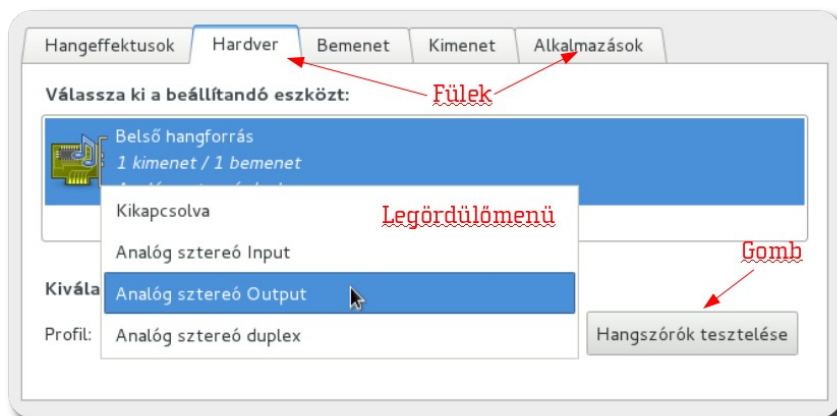 Hangeffektusok Hardver Bemenet Kimenet Alkalmazások
Fülek
Válassza ki a beállítandó eszközt:
Belső hangforrás
1 kimenet / 1 bemenet
Kikapcsolva
Legördülőmenü
Analóg sztereó Input
Gomb
Analóg sztereó Output
Profil:
Analóg sztereó duplex
Hangszórók tesztelése